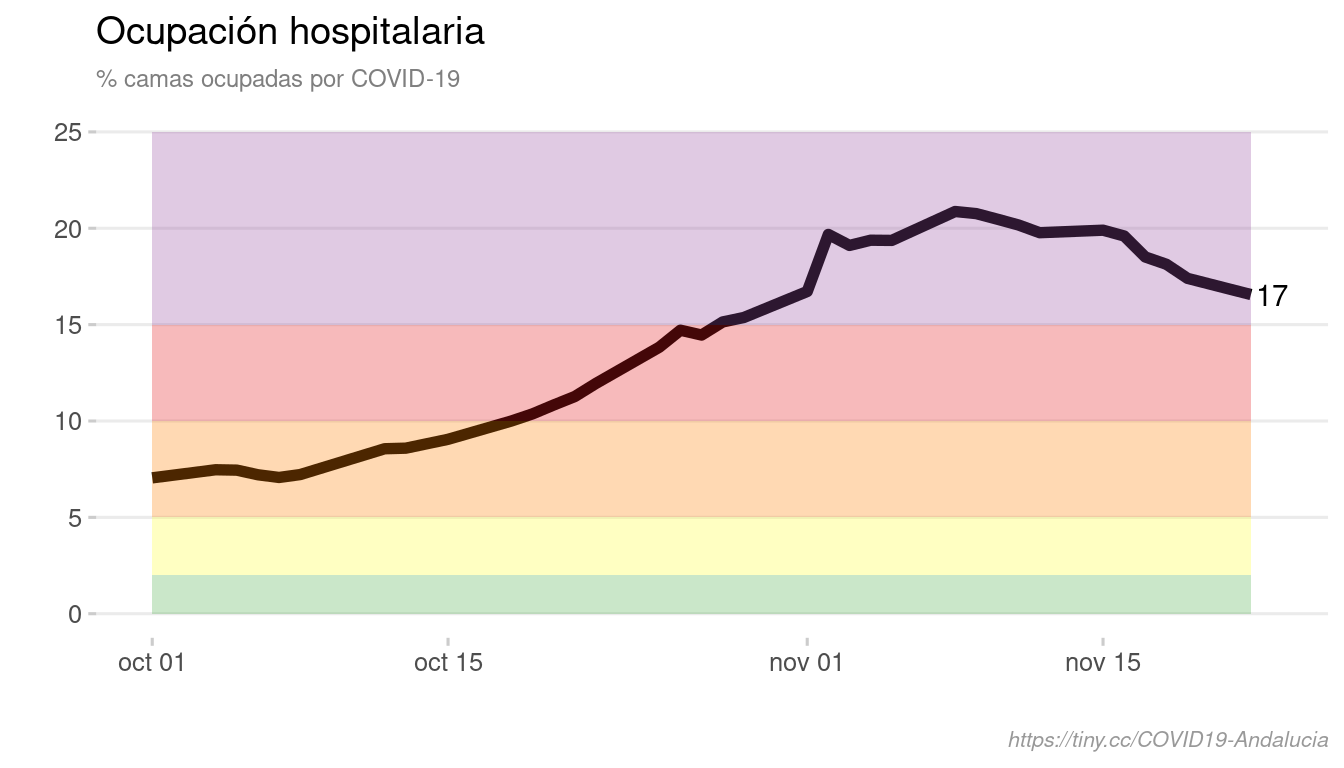 Ocupación hospitalaria
% camas ocupadas por COVID-19
25
20
15
10
5
0
17
oct 01
oct 15
nov 01
nov 15
https://tiny.cc/COVID19-Andalucia